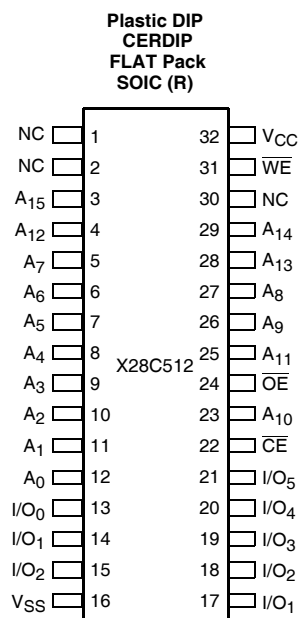 Plastic DIP
CERDIP
FLAT Pack
SOIC (R)
NC 1 32 VCC
NC 2 31 WE
A15 3 30 NC
A12 4 29 A14
A7 5 28 A13
A6 6 27 A8
A5 7 26 A9
A4 8 25 A11
X28C512
A3 9 24 OE
A2 10 23 A10
A1 11 22 CE
A0 12 21 I/O5
I/O0 13 20 I/O4
I/O1 14 19 I/O3
I/O2 15 18 I/O2
VSS 16 17 I/O1